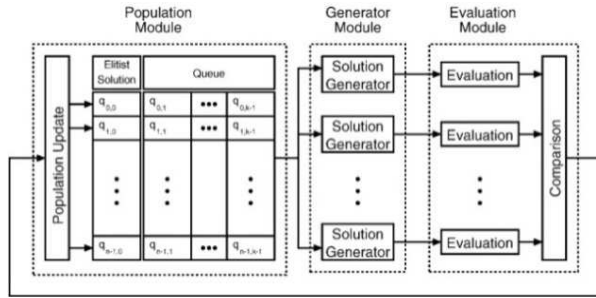 Population
Module
Generator
Module
Evaluation
Module
Elitist
Solution
Queue
Population Update
q0,0 q0,1 ●●● q0,k-1
q1,0 q1,1 ●●● q1,k-1
qn-1,0 qn-1,1 ●●● qn-1,k-1
Solution
Generator
Solution
Generator
Solution
Generator
Evaluation
Evaluation
Evaluation
Comparison